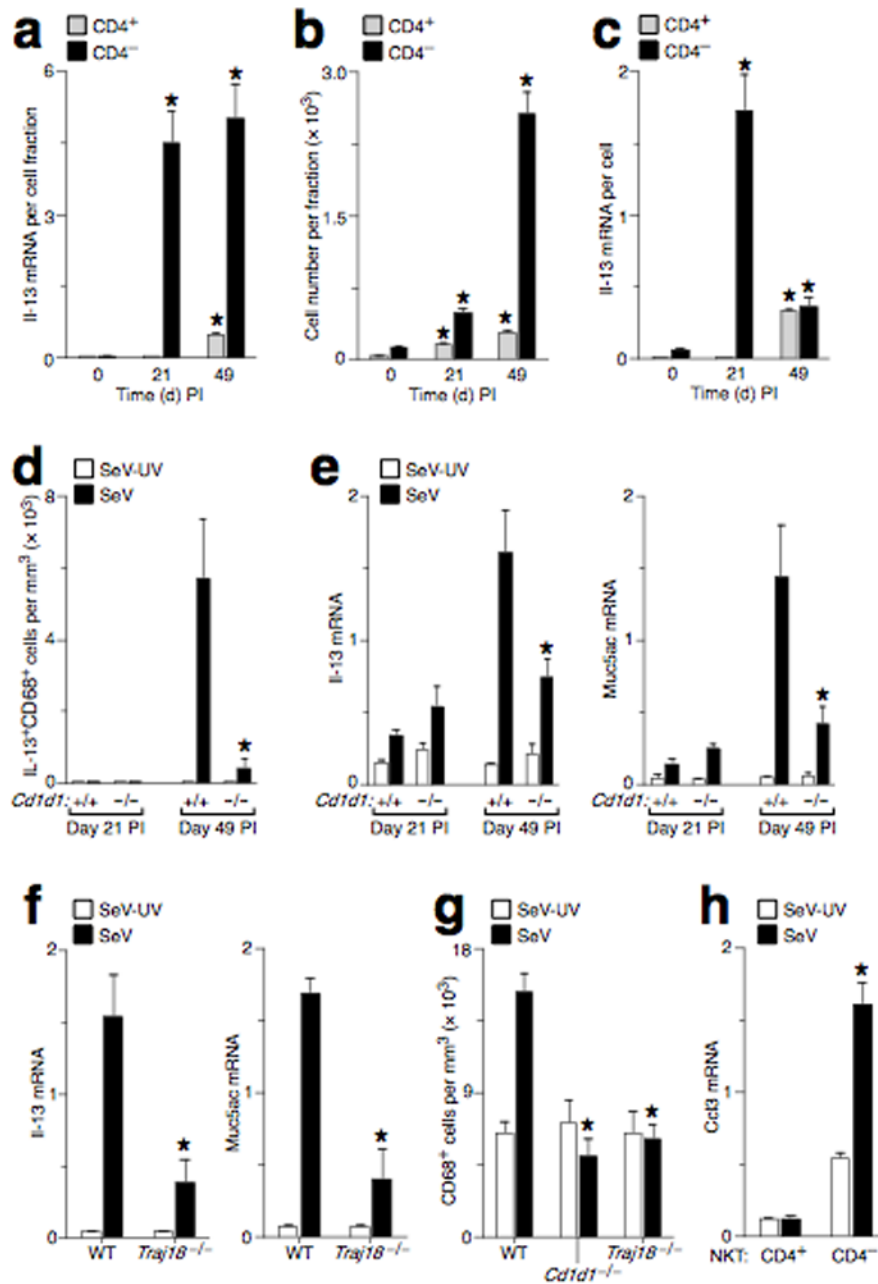 a
CD4⁺
CD4⁻
Il-13 mRNA per cell fraction
6
3
0
0 21 49
Time (d) PI
b
CD4⁺
CD4⁻
Cell number per fraction (× 10³)
3.0
1.5
0
0 21 49
Time (d) PI
c
CD4⁺
CD4⁻
Il-13 mRNA per cell
2
1
0
0 21 49
Time (d) PI
d
SeV-UV
SeV
IL-13⁺CD68⁺ cells per mm³ (× 10³)
8
4
0
Cd1d1: +/+ −/− +/+ −/−
Day 21 PI Day 49 PI
e
SeV-UV
SeV
Il-13 mRNA
2
1
0
Cd1d1: +/+ −/− +/+ −/−
Day 21 PI Day 49 PI
Muc5ac mRNA
2
1
0
Cd1d1: +/+ −/− +/+ −/−
Day 21 PI Day 49 PI
f
SeV-UV
SeV
Il-13 mRNA
2
1
0
WT Traj18⁻/⁻
Muc5ac mRNA
2
1
0
WT Traj18⁻/⁻
g
SeV-UV
SeV
CD68⁺ cells per mm³ (× 10³)
18
9
0
WT Traj18⁻/⁻
Cd1d1⁻/⁻
h
SeV-UV
SeV
Ccl3 mRNA
2
1
0
NKT: CD4⁺ CD4⁻